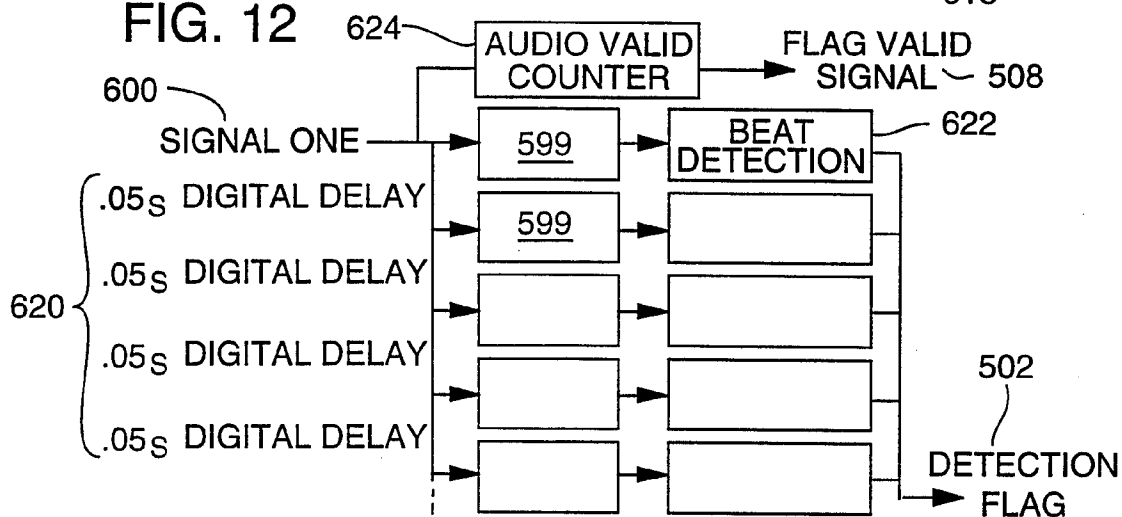 FIG. 12
624
AUDIO VALID
COUNTER
FLAG VALID
SIGNAL
508
600
SIGNAL ONE
599
BEAT
DETECTION
622
.05s DIGITAL DELAY
599
.05s DIGITAL DELAY
620
.05s DIGITAL DELAY
.05s DIGITAL DELAY
502
DETECTION
FLAG